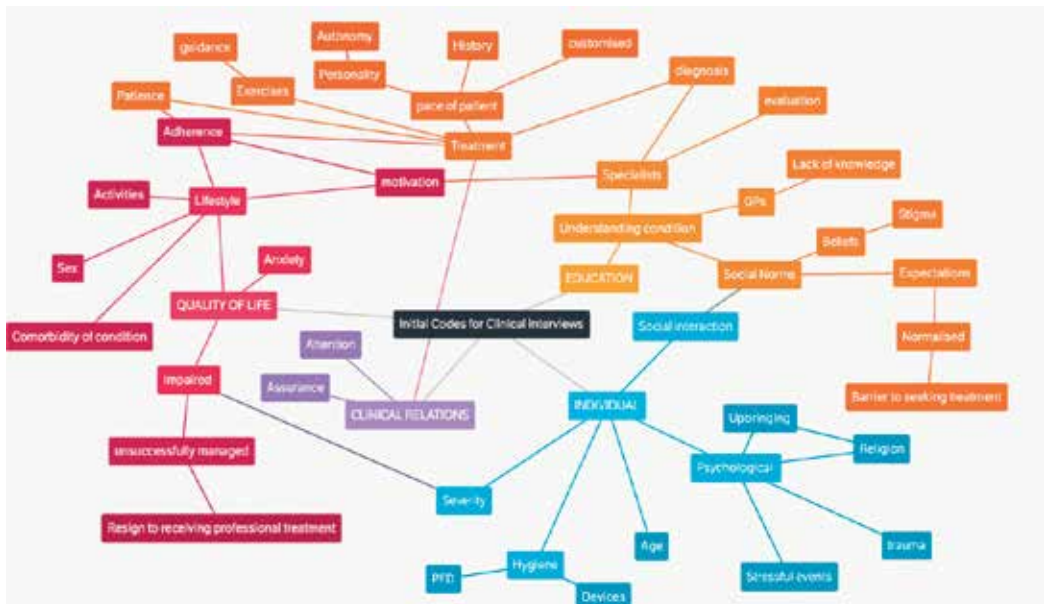 Autonomy
History
customised
guidance
Personality
diagnosis
Patience
Exercises
pace of patient
evaluation
Adherence
Treatment
Lack of knowledge
Specialists
motivation
Activities
Lifestyle
GPs
Understanding condition
Stigma
Beliefs
Anxiety
Sex
EDUCATION
Social Norms
Expectations
QUALITY OF LIFE
Initial Codes for Clinical Interviews
Social interaction
Comorbidity of condition
Attention
Normalised
Impaired
Assurance
CLINICAL RELATIONS
INDIVIDUAL
Barrier to seeking treatment
Upbringing
unsuccessfully managed
Religion
Psychological
Severity
Resign to receiving professional treatment
Age
trauma
Hygiene
PFD
Stressful events
Devices